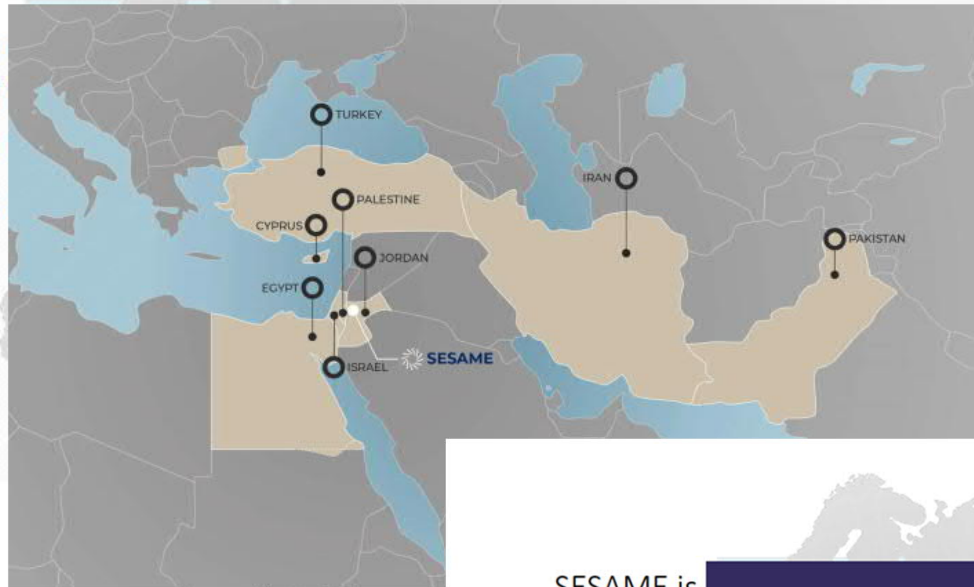 TURKEY
PALESTINE
IRAN
CYPRUS
PAKISTAN
JORDAN
EGYPT
SESAME
ISRAEL
SESAME is